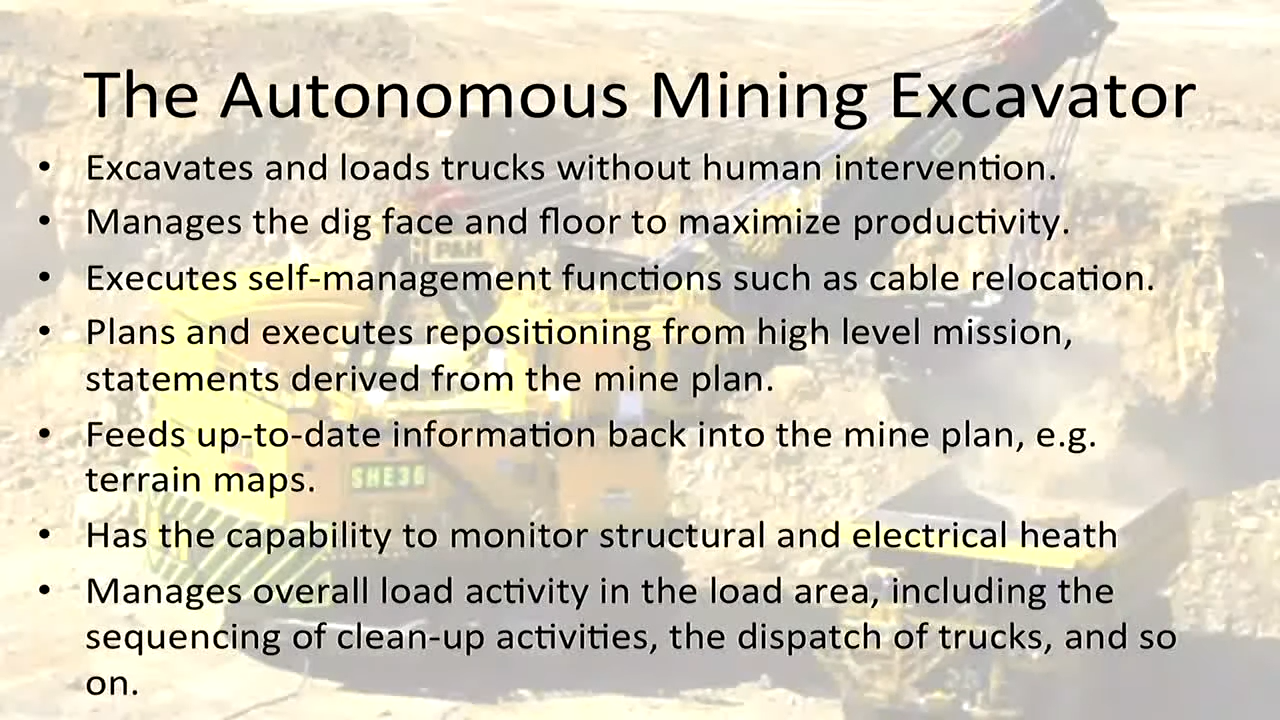 The Autonomous Mining Excavator
• Excavates and loads trucks without human intervention.
• Manages the dig face and floor to maximize productivity.
• Executes self-management functions such as cable relocation.
• Plans and executes repositioning from high level mission,
statements derived from the mine plan.
• Feeds up-to-date information back into the mine plan, e.g.
terrain maps.
SHE36
• Has the capability to monitor structural and electrical heath
• Manages overall load activity in the load area, including the
sequencing of clean-up activities, the dispatch of trucks, and so
on.